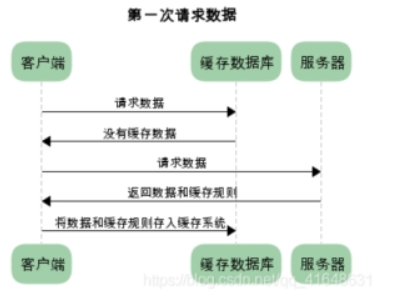 第一次请求数据
客户端
缓存数据库
服务器
请求数据
没有缓存数据
请求数据
返回数据和缓存规则
将数据和缓存规则存入缓存系统
客户端
缓存数据库
服务器
https://blog.csdn.net/qq_41648631